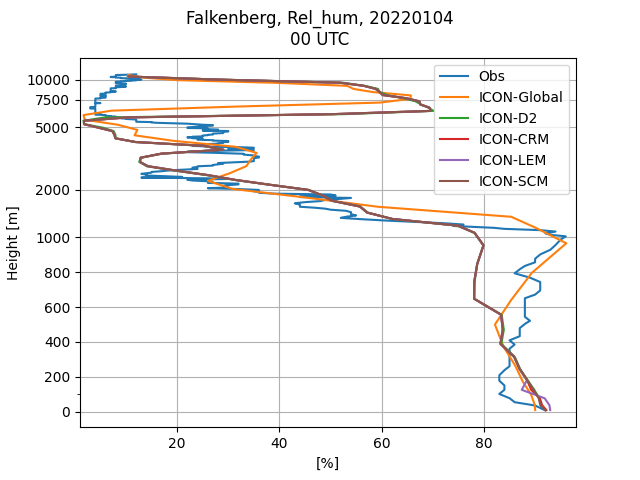 Falkenberg, Rel_hum, 20220104
00 UTC
10000
7500
5000
2000
1000
800
600
400
200
0
Height [m]
20
40
60
80
[%]
Obs
ICON-Global
ICON-D2
ICON-CRM
ICON-LEM
ICON-SCM